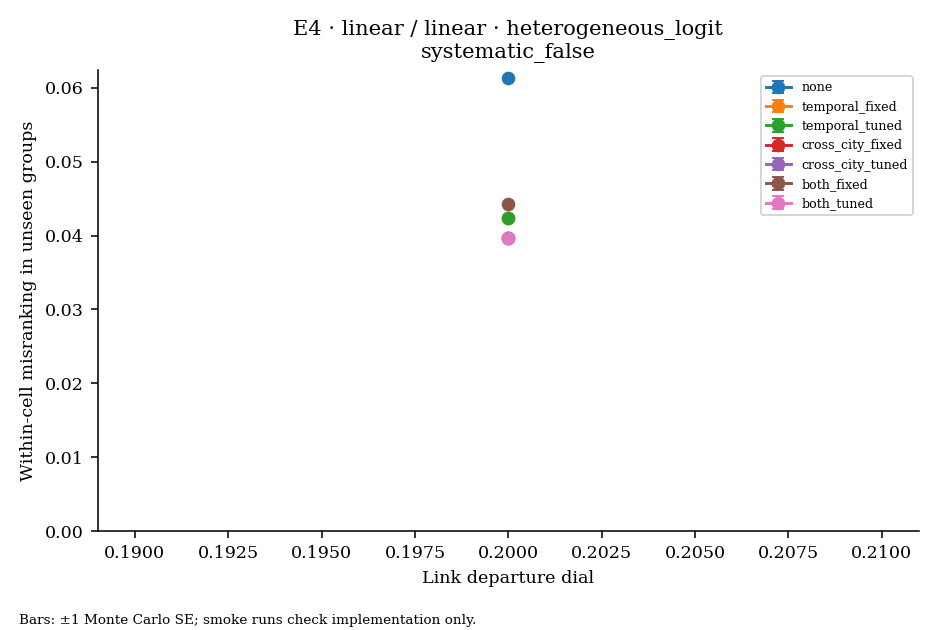 E4 · linear / linear · heterogeneous_logit
systematic_false
Within-cell misranking in unseen groups
0.06
0.05
0.04
0.03
0.02
0.01
0.00
none
temporal_fixed
temporal_tuned
cross_city_fixed
cross_city_tuned
both_fixed
both_tuned
0.1900 0.1925 0.1950 0.1975 0.2000 0.2025 0.2050 0.2075 0.2100
Link departure dial
Bars: ±1 Monte Carlo SE; smoke runs check implementation only.